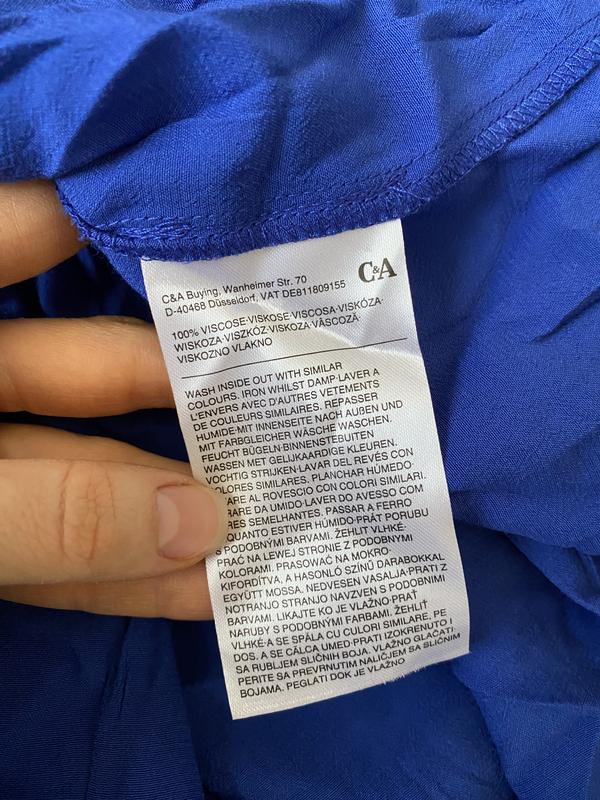 C&A Buying, Wanheimer Str. 70
D-40468 Düsseldorf, VAT DE811809155
C&A
100% VISCOSE·VISKOSE·VISCOSA·VISKÓZA·
WISKOZA·VISZKÓZ·VISKOZA·VÂSCOZĂ·
VISKOZNO VLAKNO
WASH INSIDE OUT WITH SIMILAR
COLOURS. IRON WHILST DAMP·LAVER A
L'ENVERS AVEC D'AUTRES VETEMENTS
DE COULEURS SIMILAIRES. REPASSER
HUMIDE·MIT INNENSEITE NACH AUßEN UND
MIT FARBGLEICHER WÄSCHE WASCHEN.
FEUCHT BÜGELN·BINNENSTEBUITEN
WASSEN MET GELIJKAARDIGE KLEUREN.
VOCHTIG STRIJKEN·LAVAR DEL REVÉS CON
OLORES SIMILARES. PLANCHAR HÚMEDO·
ARE AL ROVESCIO CON COLORI SIMILARI.
RARE DA UMIDO·LAVER DO AVESSO COM
RES SEMELHANTES. PASSAR A FERRO
QUANTO ESTIVER HÚMIDO·PRÁT PORUBU
S PODOBNÝMI BARVAMI. ŽEHLIT VLHKÉ·
PRAĆ NA LEWEJ STRONIE Z PODOBNYMI
KOLORAMI. PRASOWAĆ NA MOKRO·
KIFORDÍTVA, A HASONLÓ SZÍNŰ DARABOKKAL
EGYÜTT MOSSA. NEDVESEN VASALJA·PRATI Z
NOTRANJO STRANJO NAVZVEN S PODOBNIMI
BARVAMI. LIKAJTE KO JE VLAŽNO·PRAŤ
NARUBY S PODOBNÝMI FARBAMI. ŽEHLIŤ
VLHKÉ·A SE SPĂLA CU CULORI SIMILARE, PE
DOS. A SE CĂLCA UMED·PRATI IZOKRENUTO I
SA RUBLJEM SLIČNIH BOJA. VLAŽNO GLAČATI.·
PERITE SA PREVRNUTIM NALIČJEM SA SLIČNIM
BOJAMA. PEGLATI DOK JE VLAŽNO